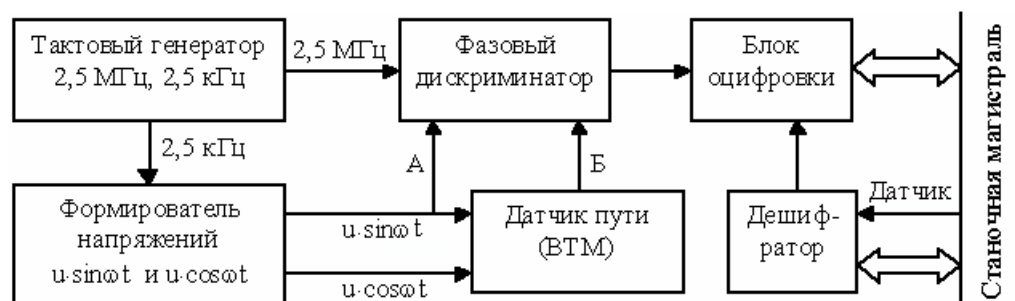 Тактовый генератор
2,5 МГц, 2,5 кГц
2,5 МГц
Фазовый
дискриминатор
Блок
оцифровки
Станочная магистраль
2,5 кГц
А
Б
Формирователь
напряжений
u·sinωt и u·cosωt
u·sinωt
u·cosωt
Датчик пути
(ВТМ)
Дешиф-
ратор
Датчик